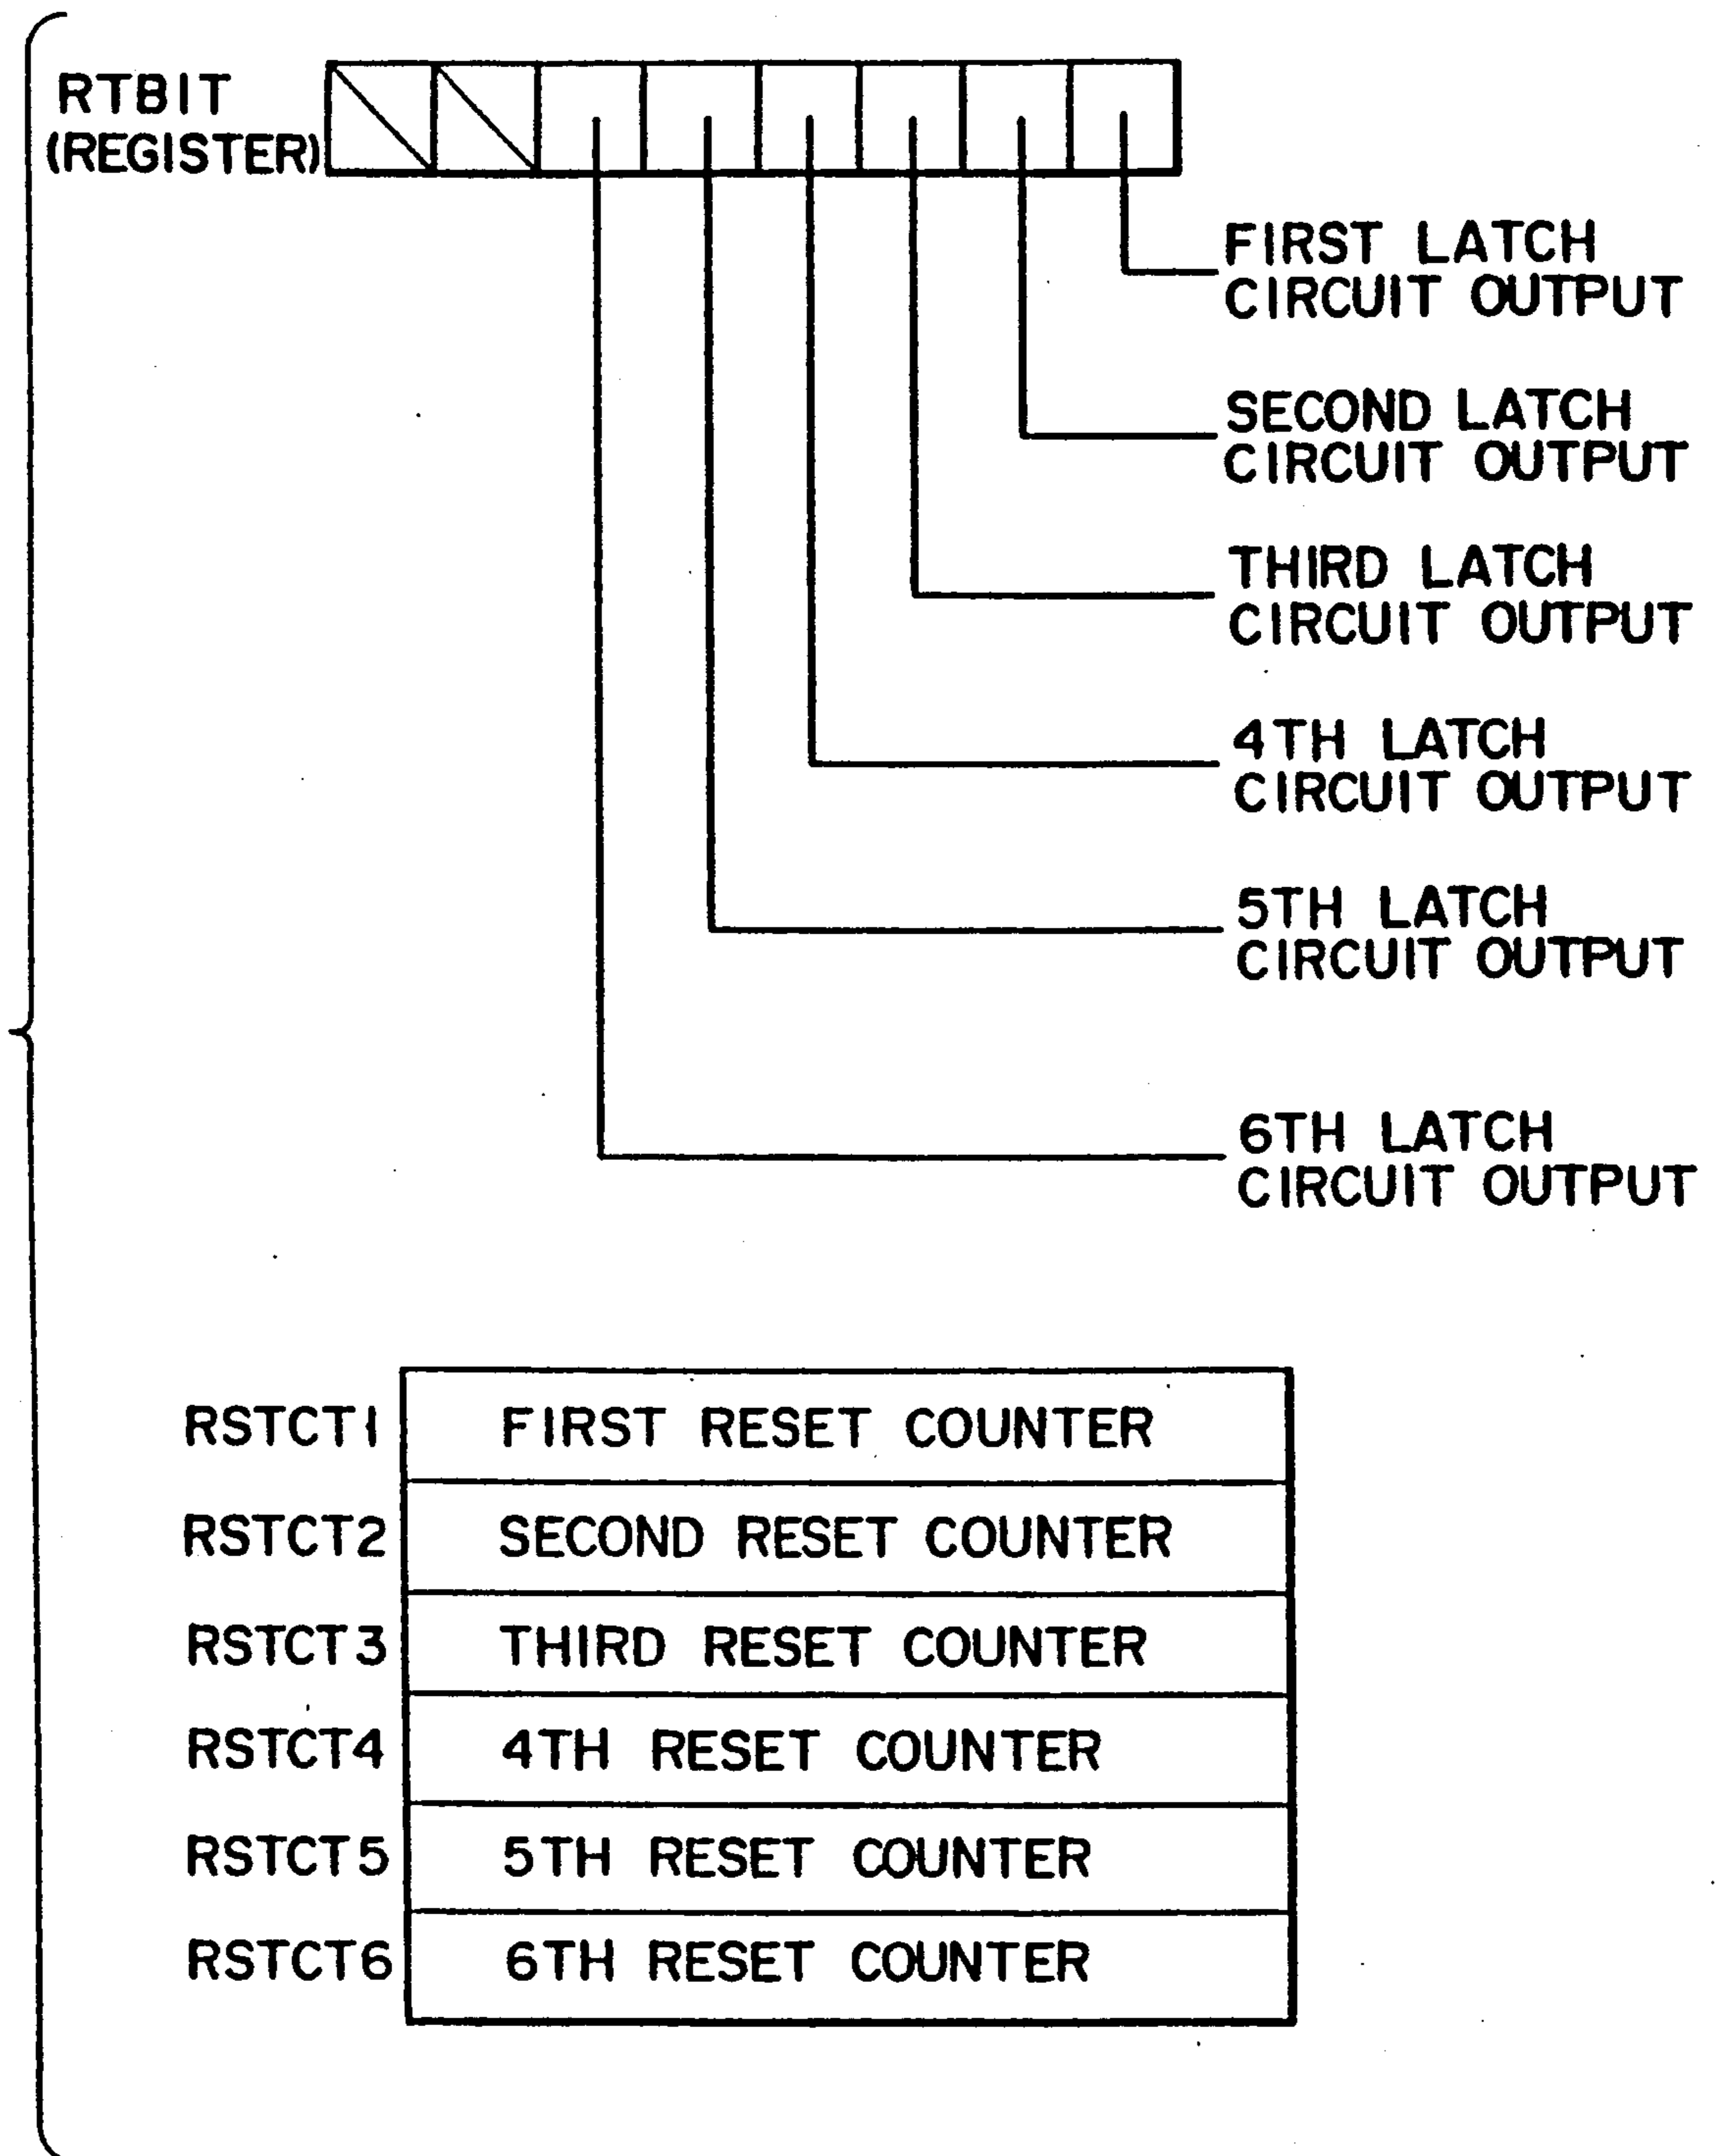 RTBIT
(REGISTER)
FIRST LATCH
CIRCUIT OUTPUT
SECOND LATCH
CIRCUIT OUTPUT
THIRD LATCH
CIRCUIT OUTPUT
4TH LATCH
CIRCUIT OUTPUT
5TH LATCH
CIRCUIT OUTPUT
6TH LATCH
CIRCUIT OUTPUT
RSTCT1 FIRST RESET COUNTER
RSTCT2 SECOND RESET COUNTER
RSTCT3 THIRD RESET COUNTER
RSTCT4 4TH RESET COUNTER
RSTCT5 5TH RESET COUNTER
RSTCT6 6TH RESET COUNTER